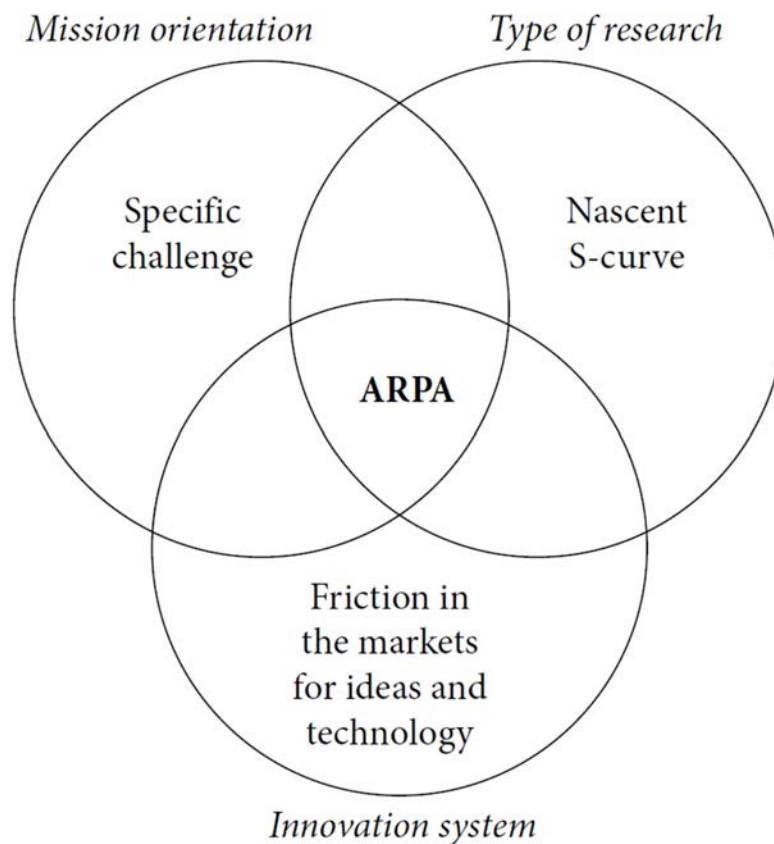 Mission orientation
Type of research
Specific
challenge
Nascent
S-curve
ARPA
Friction in
the markets
for ideas and
technology
Innovation system